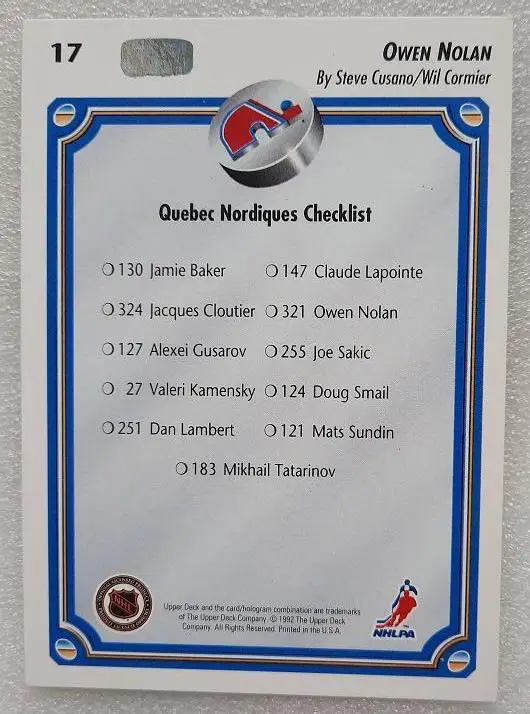 17
OWEN NOLAN
By Steve Cusano/Wil Cormier
Quebec Nordiques Checklist
130 Jamie Baker
147 Claude Lapointe
324 Jacques Cloutier
321 Owen Nolan
127 Alexei Gusarov
255 Joe Sakic
27 Valeri Kamensky
124 Doug Smail
251 Dan Lambert
121 Mats Sundin
183 Mikhail Tatarinov
NHL
Upper Deck and the card/hologram combination are trademarks
of The Upper Deck Company. © 1992 The Upper Deck
Company. All Rights Reserved. Printed in the U.S.A.
NHLPA